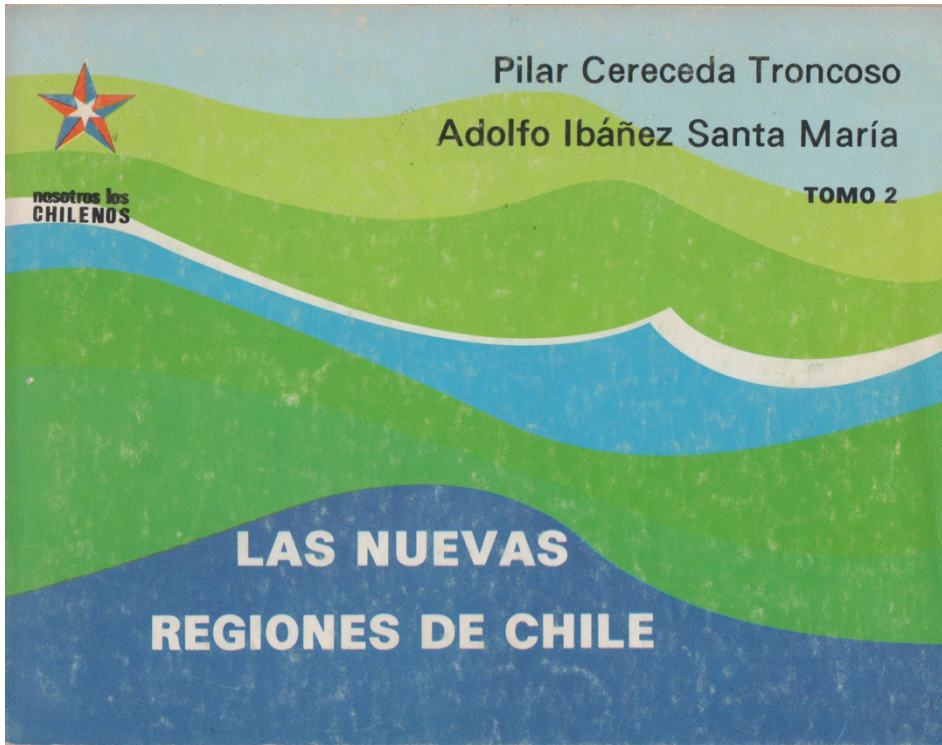 Pilar Cereceda Troncoso
Adolfo Ibáñez Santa María
TOMO 2
nosotros los
CHILENOS
LAS NUEVAS
REGIONES DE CHILE